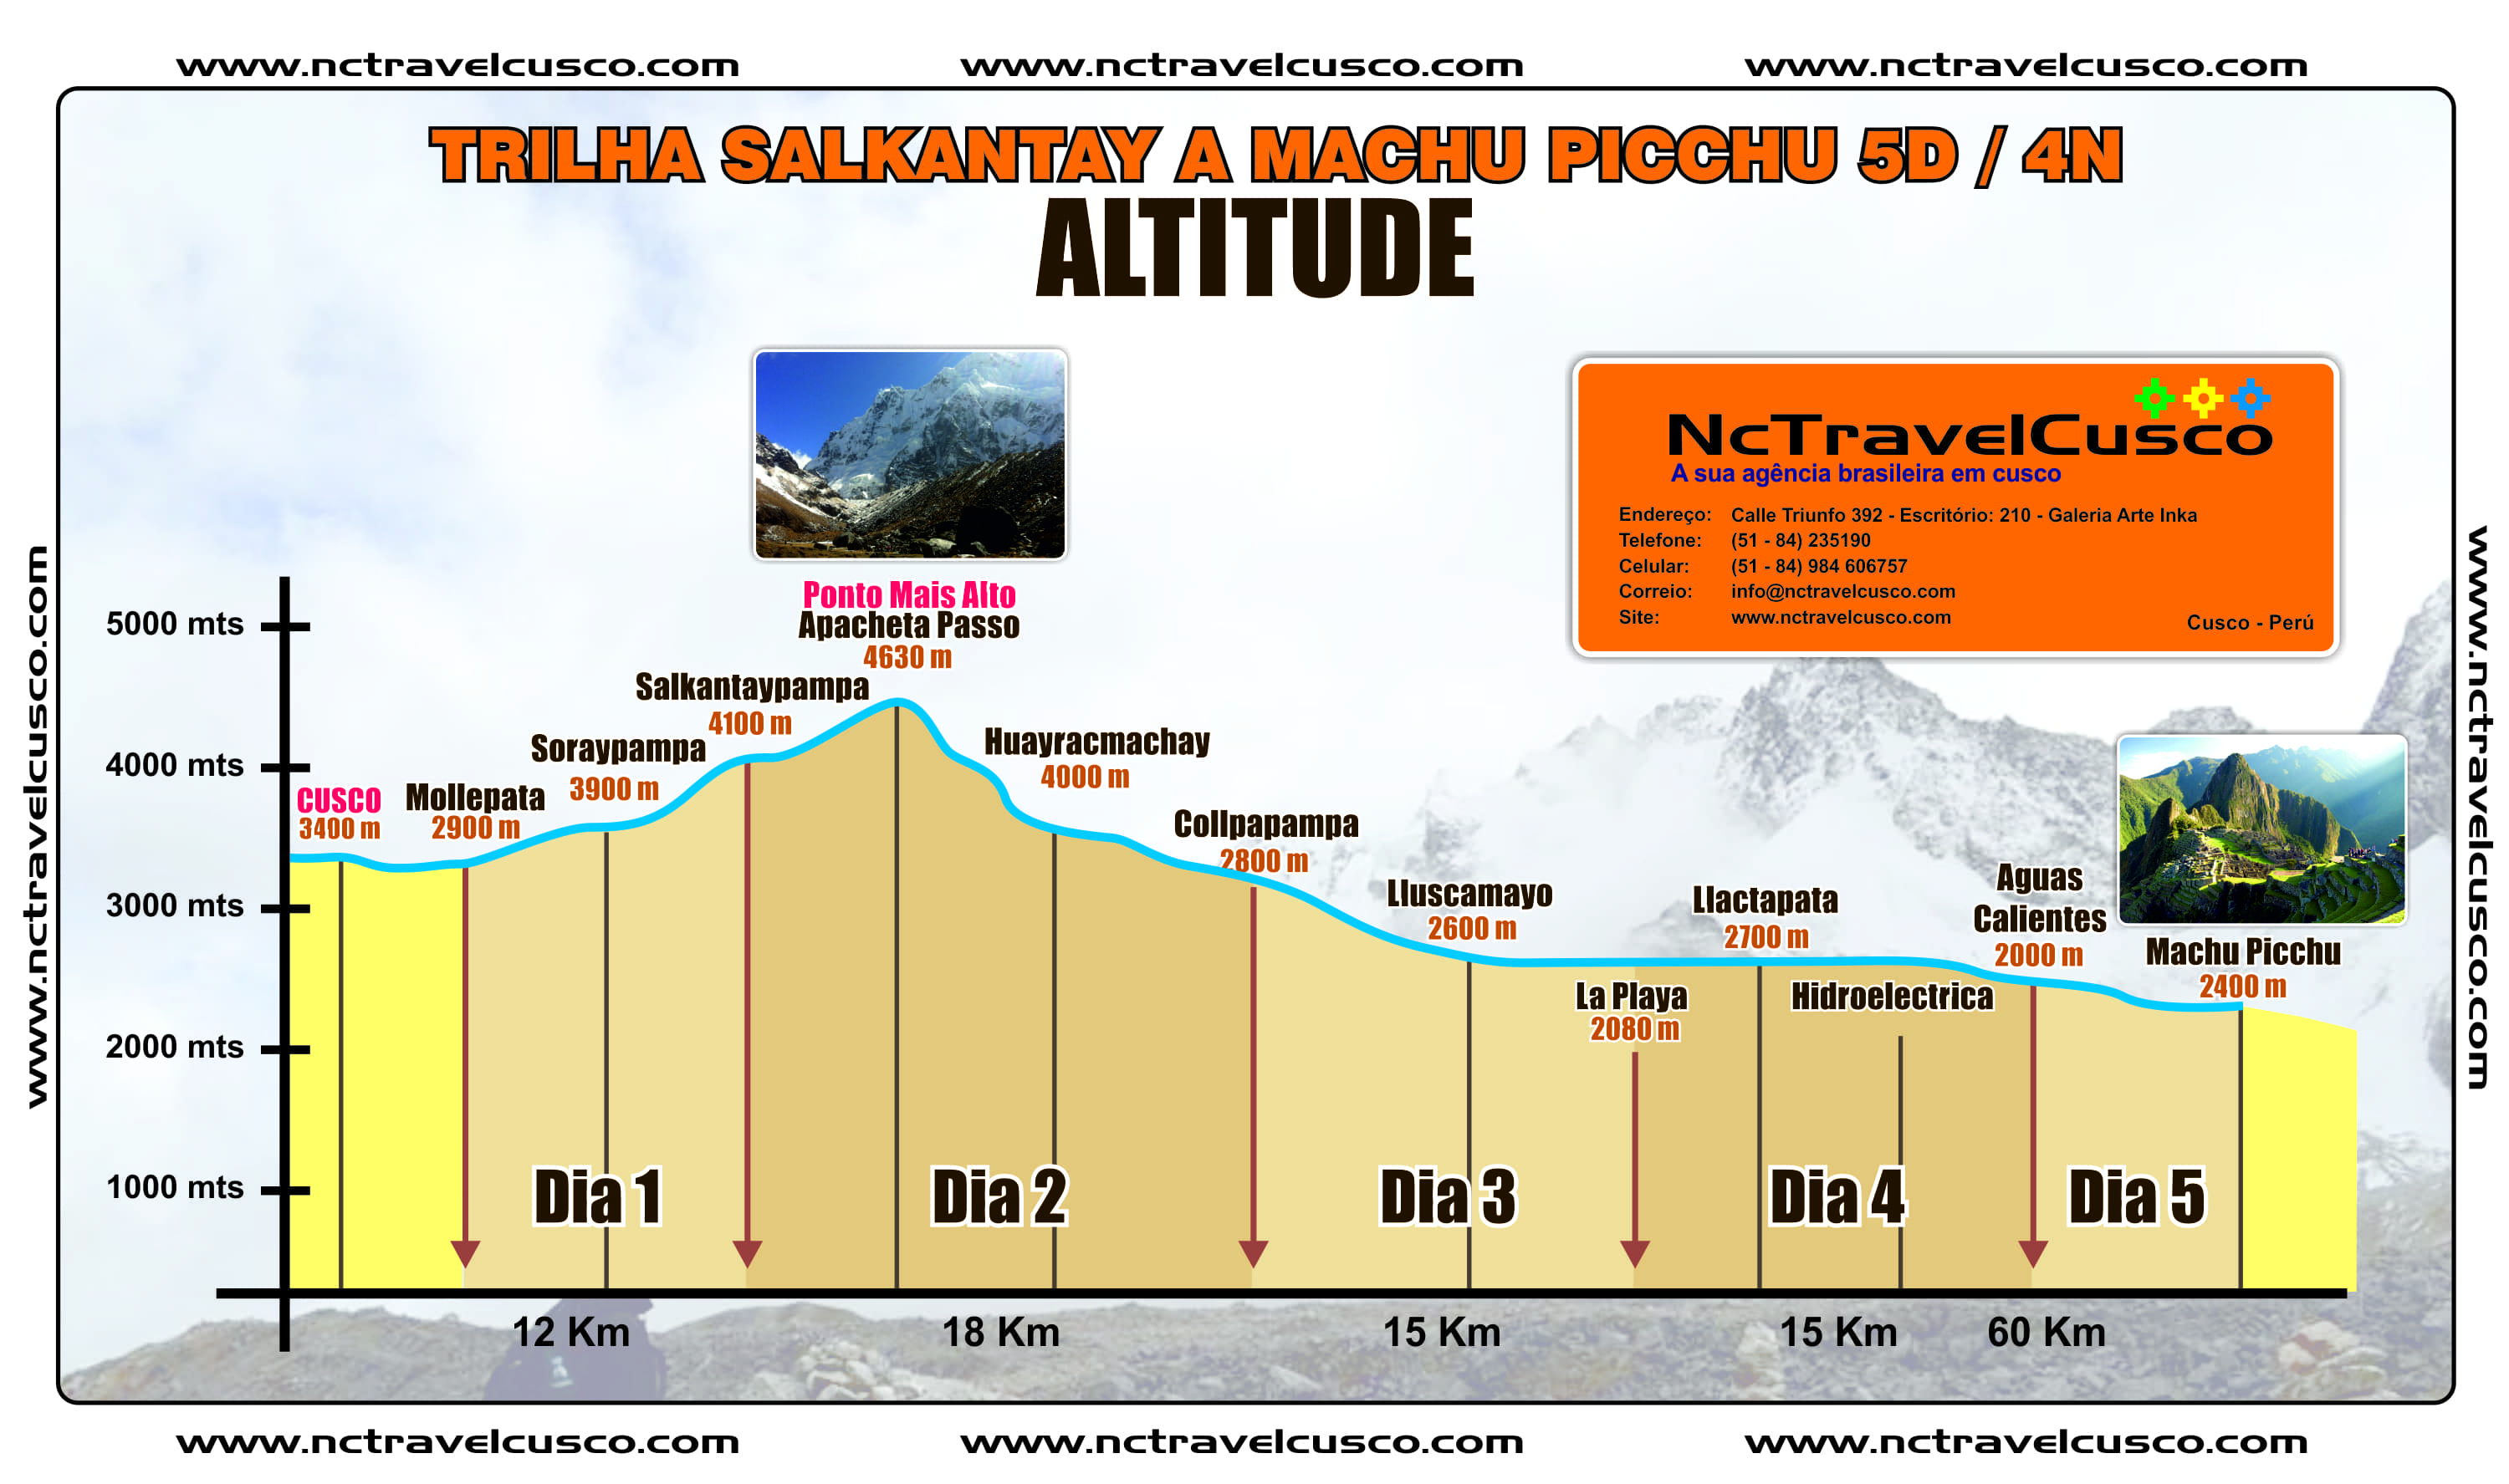 www.nctravelcusco.com
www.nctravelcusco.com
www.nctravelcusco.com
TRILHA SALKANTAY A MACHU PICCHU 5D / 4N
ALTITUDE
NcTravelCusco
A sua agência brasileira em cusco
Endereço: Calle Triunfo 392 - Escritório: 210 - Galeria Arte Inka
Telefone: (51 - 84) 235190
Celular: (51 - 84) 984 606757
Correio: info@nctravelcusco.com
Site: www.nctravelcusco.com
Cusco - Perú
www.nctravelcusco.com
www.nctravelcusco.com
5000 mts
4000 mts
3000 mts
2000 mts
1000 mts
CUSCO
3400 m
Mollepata
2900 m
Soraypampa
3900 m
Salkantaypampa
4100 m
Ponto Mais Alto
Apacheta Passo
4630 m
Huayracmachay
4000 m
Collpapampa
2800 m
Lluscamayo
2600 m
La Playa
2080 m
Llactapata
2700 m
Hidroelectrica
Aguas
Calientes
2000 m
Machu Picchu
2400 m
Dia 1
Dia 2
Dia 3
Dia 4
Dia 5
12 Km
18 Km
15 Km
15 Km
60 Km
www.nctravelcusco.com
www.nctravelcusco.com
www.nctravelcusco.com